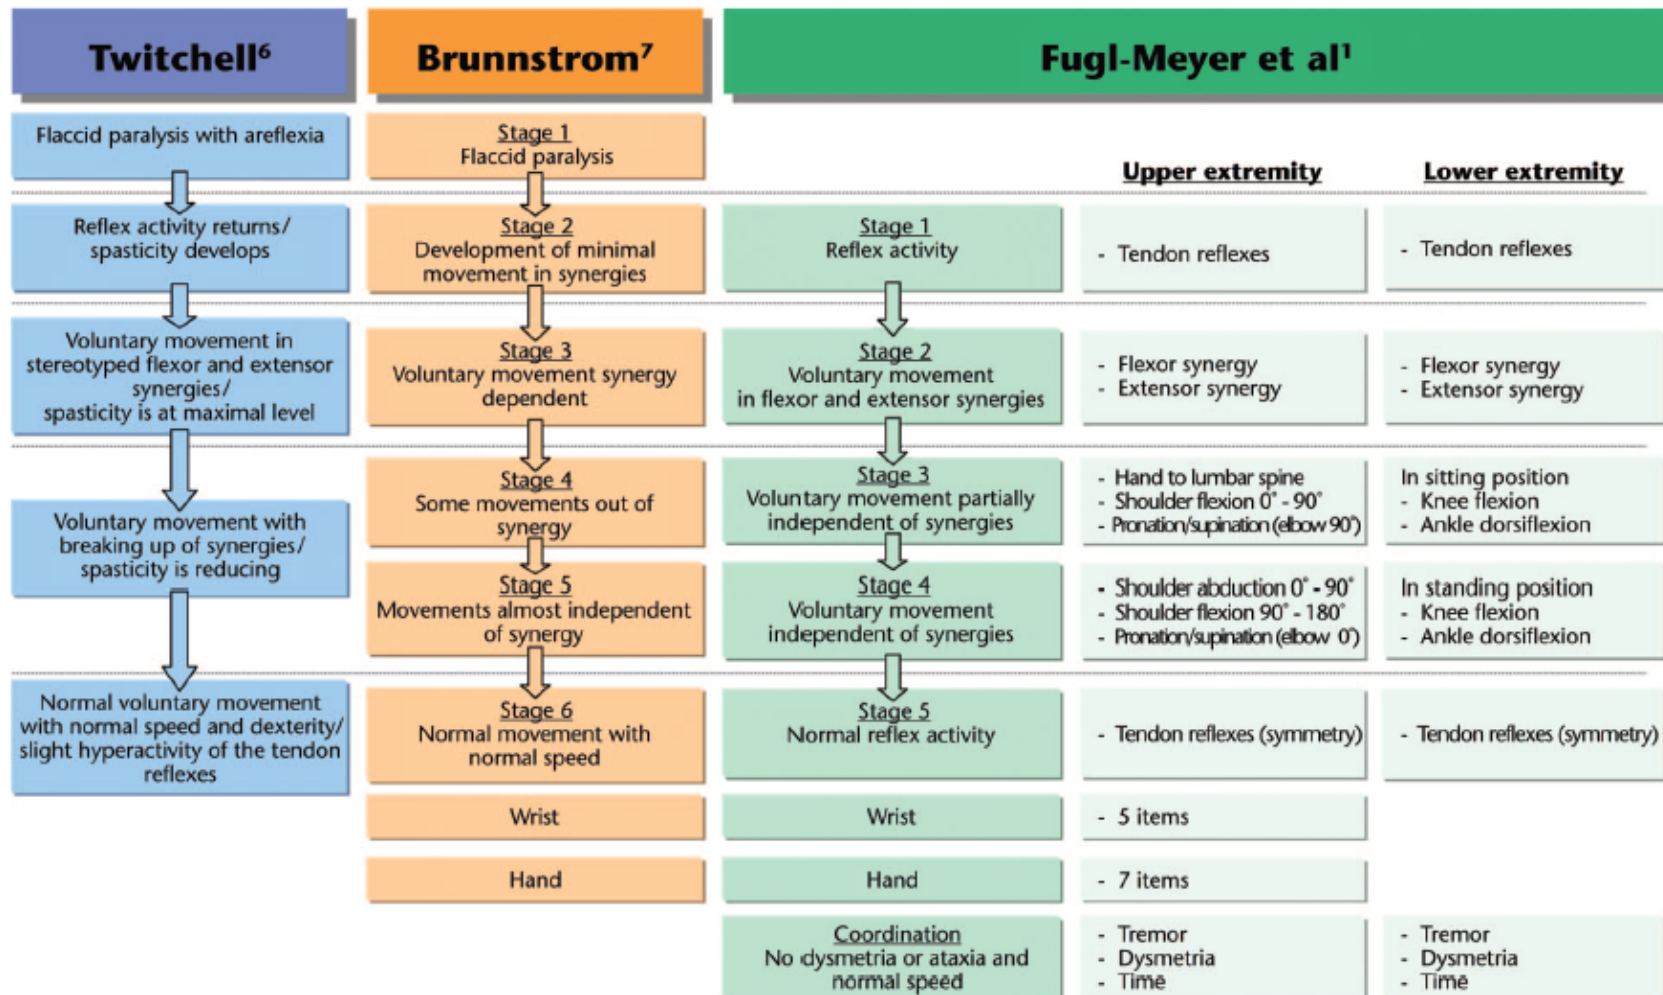 Twitchell⁶
Brunnstrom⁷
Fugl-Meyer et al¹
Flaccid paralysis with areflexia
Stage 1
Flaccid paralysis
Upper extremity
Lower extremity
Reflex activity returns/
spasticity develops
Stage 2
Development of minimal
movement in synergies
Stage 1
Reflex activity
- Tendon reflexes
- Tendon reflexes
Voluntary movement in
stereotyped flexor and extensor
synergies/
spasticity is at maximal level
Stage 3
Voluntary movement synergy
dependent
Stage 2
Voluntary movement
in flexor and extensor synergies
- Flexor synergy
- Extensor synergy
- Flexor synergy
- Extensor synergy
Voluntary movement with
breaking up of synergies/
spasticity is reducing
Stage 4
Some movements out of
synergy
Stage 3
Voluntary movement partially
independent of synergies
- Hand to lumbar spine
- Shoulder flexion 0˚ - 90˚
- Pronation/supination (elbow 90˚)
In sitting position
- Knee flexion
- Ankle dorsiflexion
Stage 5
Movements almost independent
of synergy
Stage 4
Voluntary movement
independent of synergies
- Shoulder abduction 0˚ - 90˚
- Shoulder flexion 90˚ - 180˚
- Pronation/supination (elbow 0˚)
In standing position
- Knee flexion
- Ankle dorsiflexion
Normal voluntary movement
with normal speed and dexterity/
slight hyperactivity of the tendon
reflexes
Stage 6
Normal movement with
normal speed
Stage 5
Normal reflex activity
- Tendon reflexes (symmetry)
- Tendon reflexes (symmetry)
Wrist
Wrist
- 5 items
Hand
Hand
- 7 items
Coordination
No dysmetria or ataxia and
normal speed
- Tremor
- Dysmetria
- Time
- Tremor
- Dysmetria
- Time